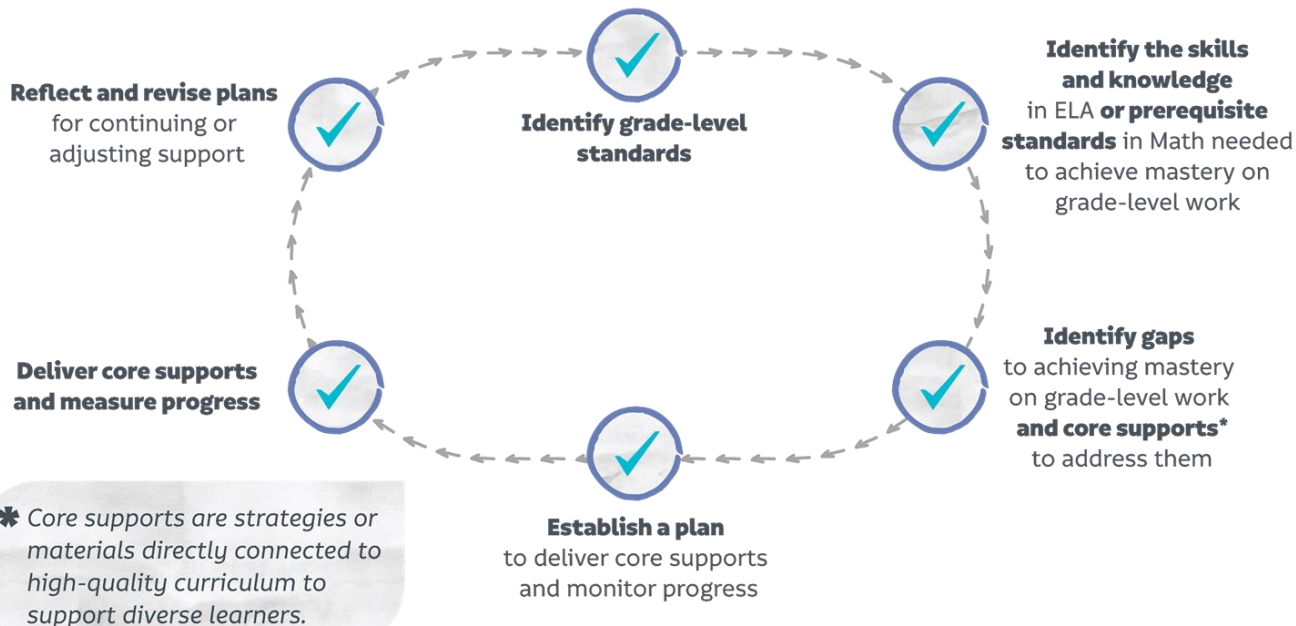 Identify grade-level
standards
Identify the skills
and knowledge
in ELA or prerequisite
standards in Math needed
to achieve mastery on
grade-level work
Identify gaps
to achieving mastery
on grade-level work
and core supports*
to address them
Establish a plan
to deliver core supports
and monitor progress
Deliver core supports
and measure progress
Reflect and revise plans
for continuing or
adjusting support
* Core supports are strategies or
materials directly connected to
high-quality curriculum to
support diverse learners.